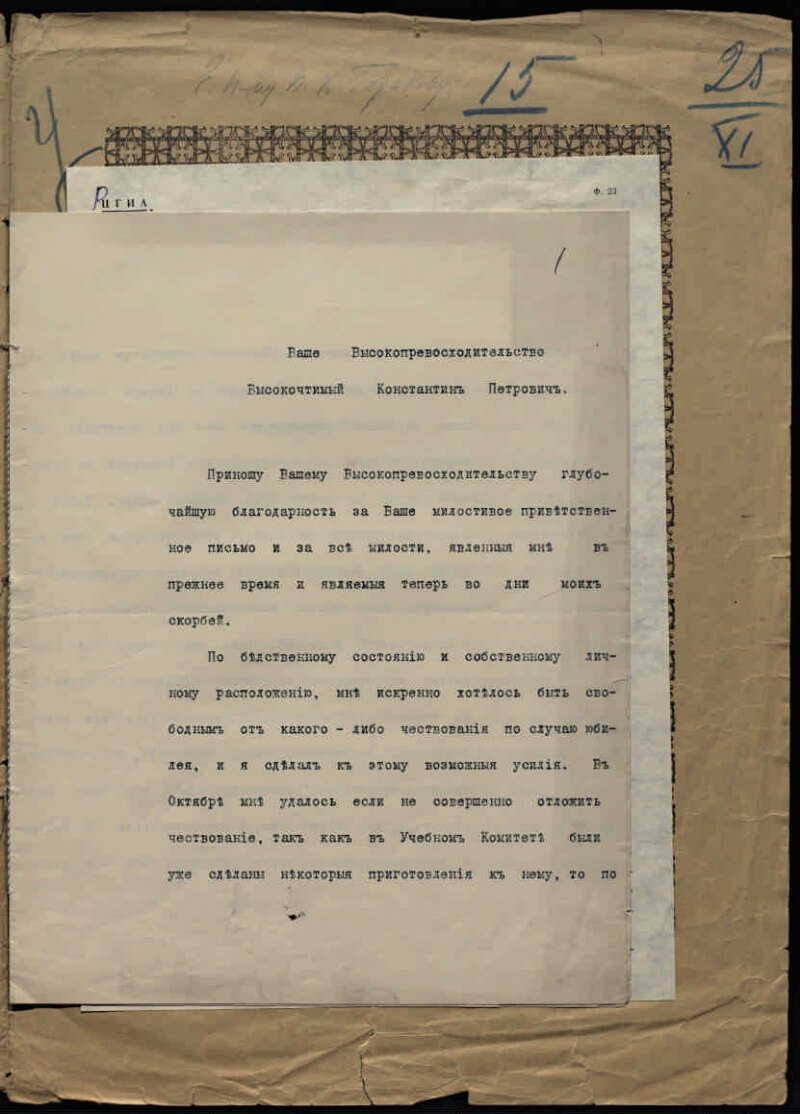 15
25
XI
РЦГИА.
Ф. 23
1
Ваше Высокопревосходительство
Высокочтимый Константинъ Петровичъ.
Приношу Вашему Высокопревосходительству глубо-
чайшую благодарность за Ваше милостивое привѣтствен-
ное письмо и за всѣ милости, явленныя мнѣ въ
прежнее время и являемыя теперь во дни моихъ
скорбей.
По бѣдственному состоянію и собственному лич-
ному расположенію, мнѣ искренно хотѣлось быть сво-
боднымъ отъ какого - либо чествованія по случаю юби-
лея, и я сдѣлалъ къ этому возможныя усилія. Въ
Октябрѣ мнѣ удалось если не совершенно отложить
чествованіе, такъ какъ въ Учебномъ Комитетѣ были
уже сдѣланы нѣкоторыя приготовленія къ нему, то по